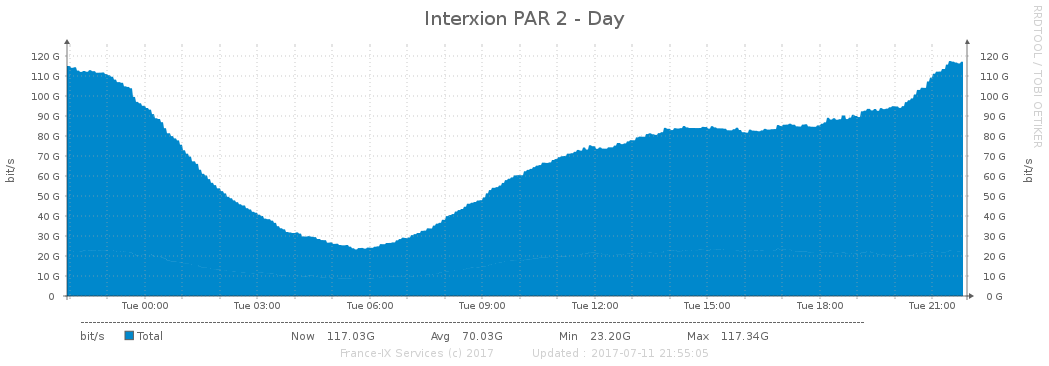 Interxion PAR 2 - Day
RRDTOOL / TOBI OETIKER
bit/s
120 G 120 G
110 G 110 G
100 G 100 G
90 G 90 G
80 G 80 G
70 G 70 G
60 G 60 G
50 G 50 G
40 G 40 G
30 G 30 G
20 G 20 G
10 G 10 G
0 0 G
bit/s
Tue 00:00 Tue 03:00 Tue 06:00 Tue 09:00 Tue 12:00 Tue 15:00 Tue 18:00 Tue 21:00
bit/s Total Now 117.03G Avg 70.03G Min 23.20G Max 117.34G
France-IX Services (c) 2017 Updated : 2017-07-11 21:55:05